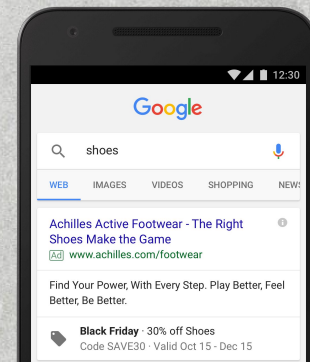 12:30
Google
shoes
WEB IMAGES VIDEOS SHOPPING NEWS
Achilles Active Footwear - The Right
Shoes Make the Game
Ad www.achilles.com/footwear
Find Your Power, With Every Step. Play Better, Feel
Better, Be Better.
Black Friday · 30% off Shoes
Code SAVE30 · Valid Oct 15 - Dec 15